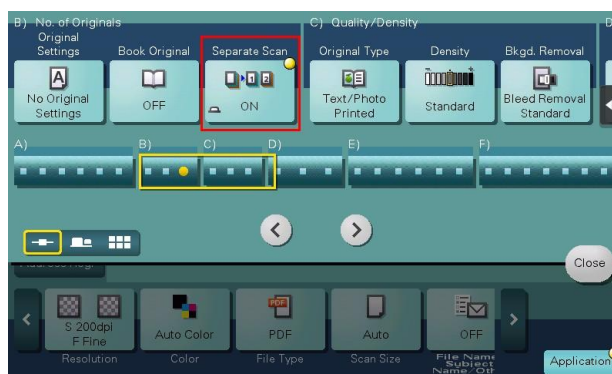 B) No. of Originals
C) Quality/Density
Original
Settings
Book Original
Separate Scan
Original Type
Density
Bkgd. Removal
No Original
Settings
OFF
ON
Text/Photo
Printed
Standard
Bleed Removal
Standard
A)
B)
C)
D)
E)
F)
Close
S 200dpi
F Fine
Auto Color
PDF
Auto
OFF
Resolution
Color
File Type
Scan Size
File Name
Subject
Name/Oth
Application